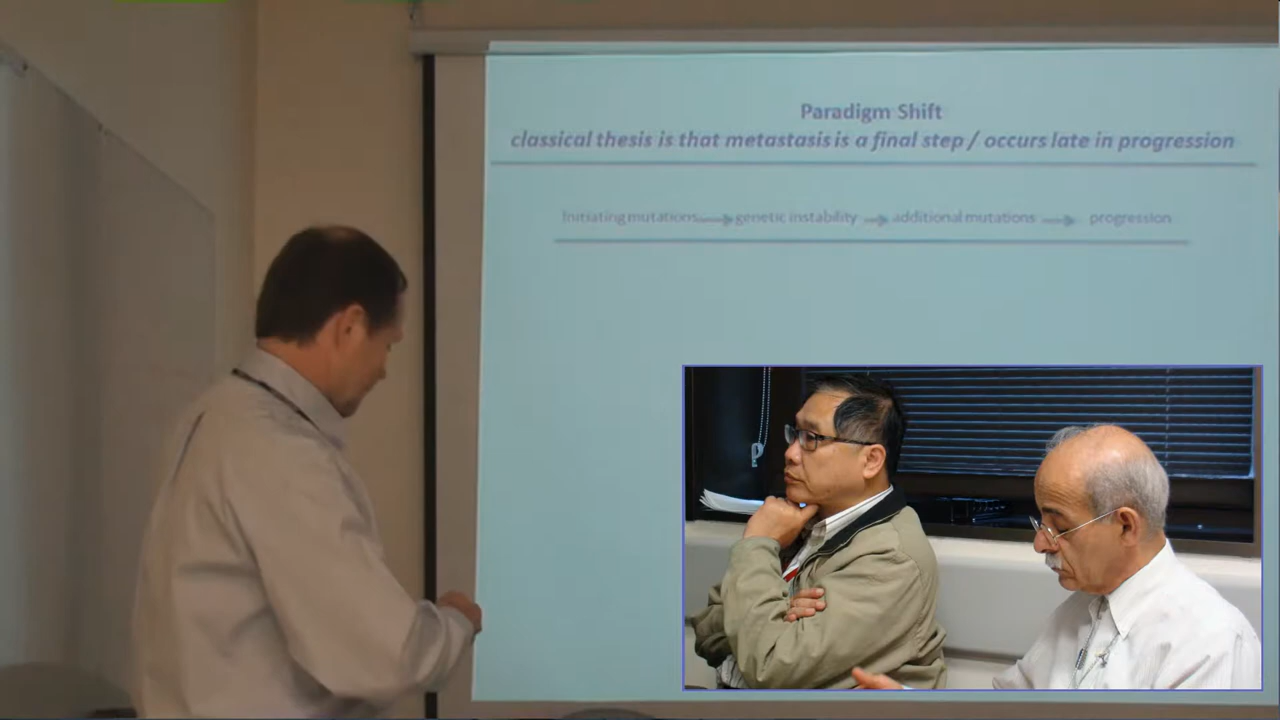 Paradigm Shift
classical thesis is that metastasis is a final step / occurs late in progression
Initiating mutations → genetic instability → additional mutations → progression